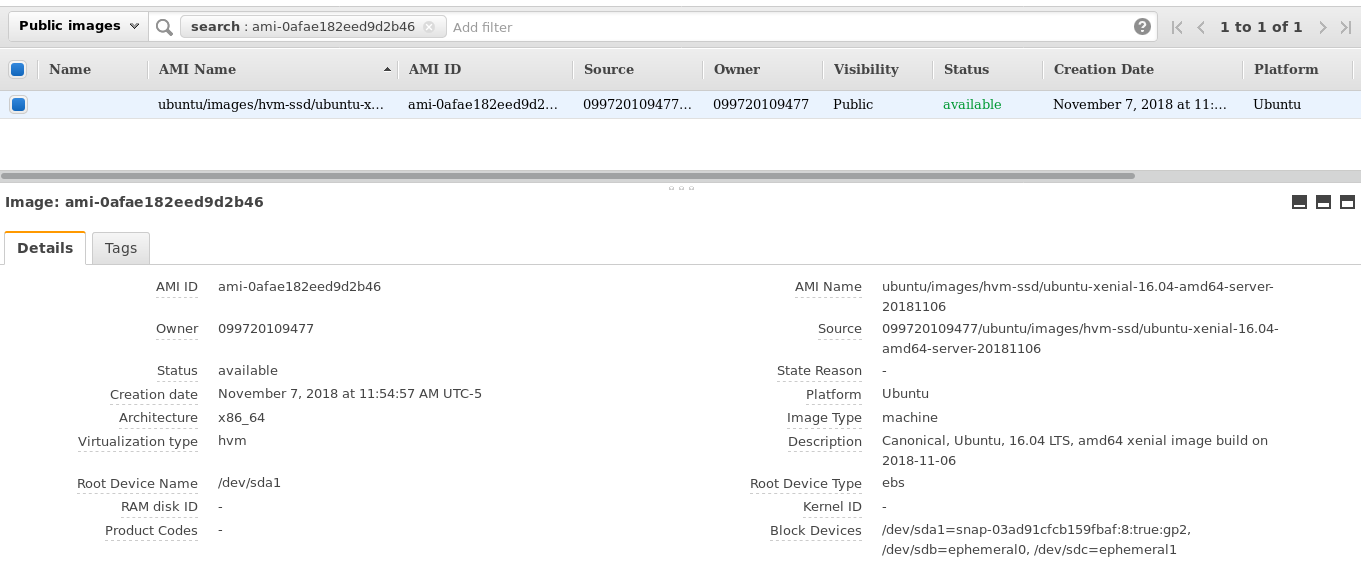 Public images search : ami-0afae182eed9d2b46 Add filter 1 to 1 of 1
Name AMI Name AMI ID Source Owner Visibility Status Creation Date Platform
ubuntu/images/hvm-ssd/ubuntu-x... ami-0afae182eed9d2... 099720109477... 099720109477 Public available November 7, 2018 at 11:... Ubuntu
Image: ami-0afae182eed9d2b46
Details Tags
AMI ID ami-0afae182eed9d2b46 AMI Name ubuntu/images/hvm-ssd/ubuntu-xenial-16.04-amd64-server-
20181106
Owner 099720109477 Source 099720109477/ubuntu/images/hvm-ssd/ubuntu-xenial-16.04-
amd64-server-20181106
Status available State Reason -
Creation date November 7, 2018 at 11:54:57 AM UTC-5 Platform Ubuntu
Architecture x86_64 Image Type machine
Virtualization type hvm Description Canonical, Ubuntu, 16.04 LTS, amd64 xenial image build on
2018-11-06
Root Device Name /dev/sda1 Root Device Type ebs
RAM disk ID - Kernel ID -
Product Codes - Block Devices /dev/sda1=snap-03ad91cfcb159fbaf:8:true:gp2,
/dev/sdb=ephemeral0, /dev/sdc=ephemeral1